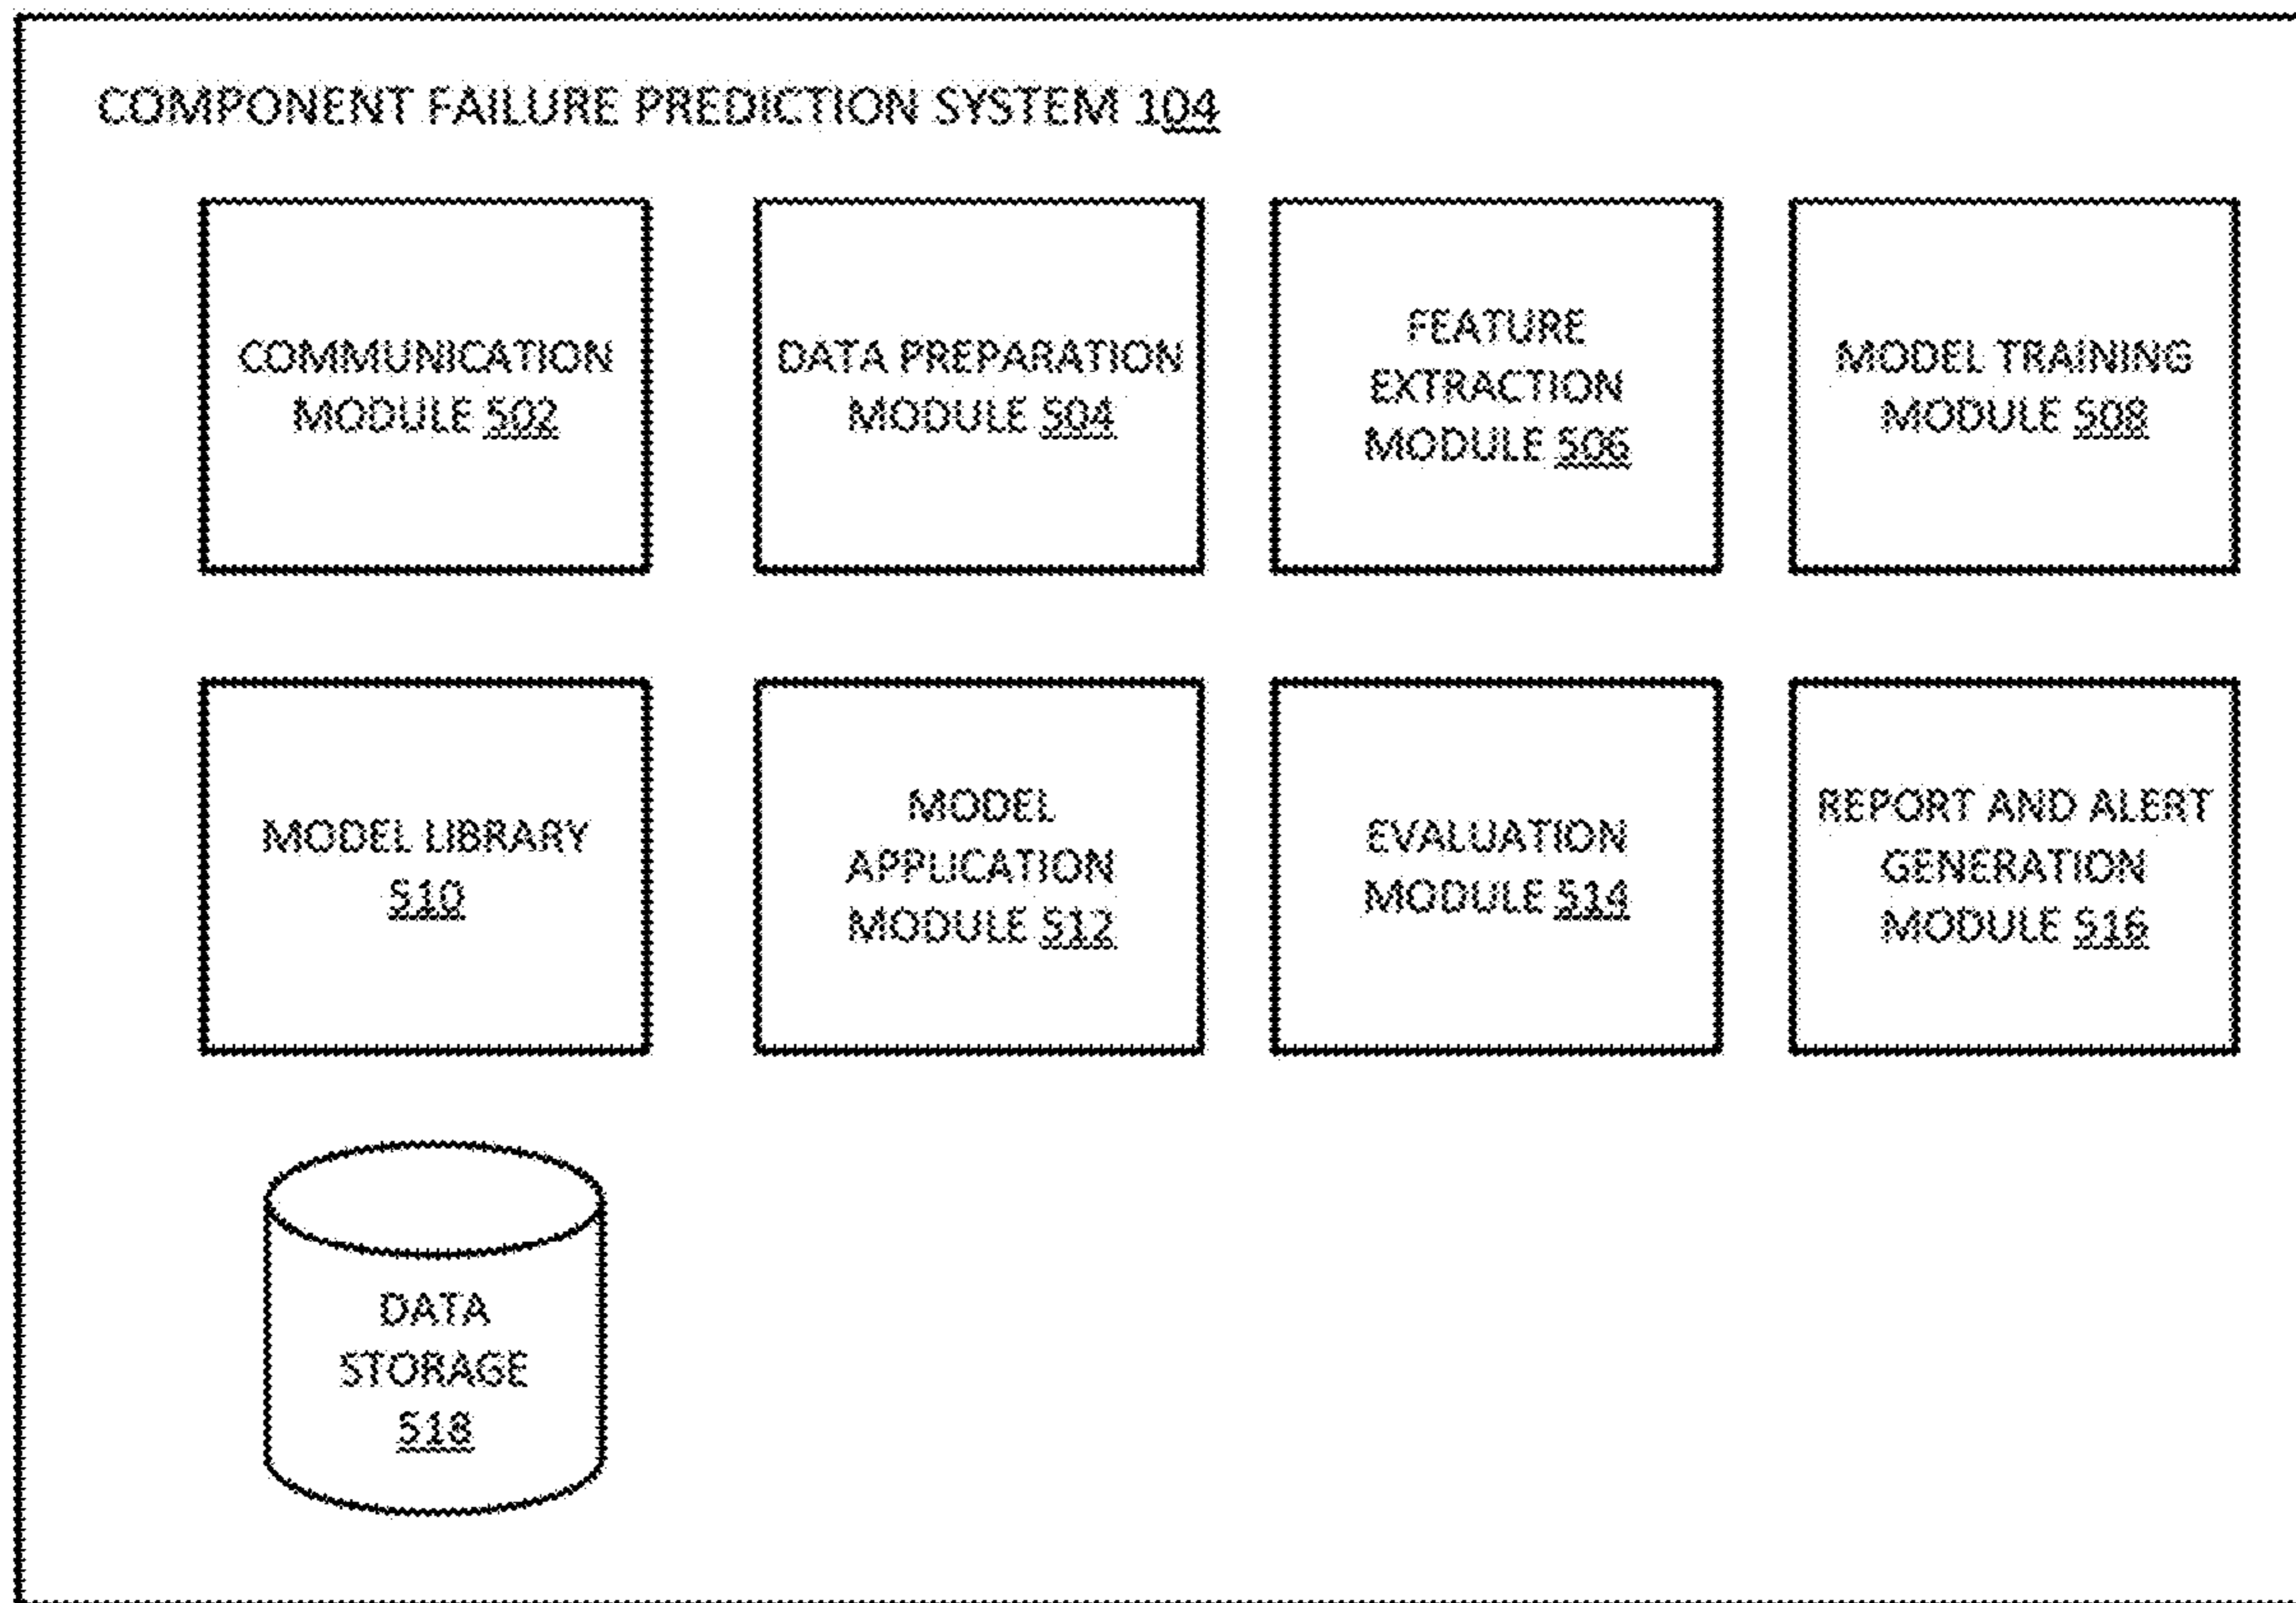 COMPONENT FAILURE PREDICTION SYSTEM 104
COMMUNICATION
MODULE 502
DATA PREPARATION
MODULE 504
FEATURE
EXTRACTION
MODULE 506
MODEL TRAINING
MODULE 508
MODEL LIBRARY
510
MODEL
APPLICATION
MODULE 512
EVALUATION
MODULE 514
REPORT AND ALERT
GENERATION
MODULE 516
DATA
STORAGE
518